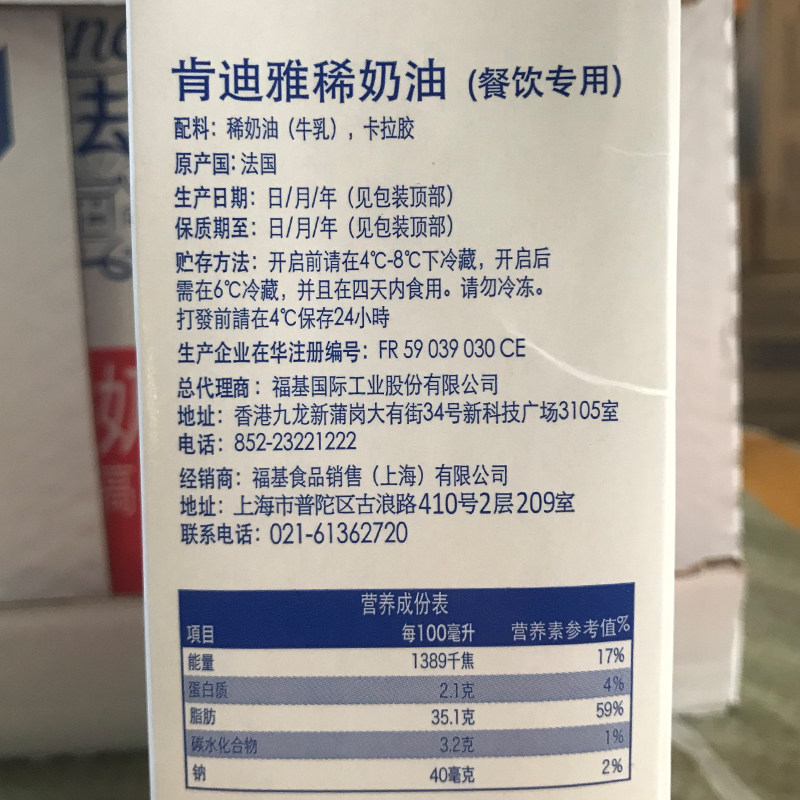 肯迪雅稀奶油 (餐饮专用)
配料：稀奶油（牛乳），卡拉胶
原产国：法国
生产日期：日/月/年（见包装顶部）
保质期至：日/月/年（见包装顶部）
贮存方法：开启前请在4℃-8℃下冷藏，开启后
需在6℃冷藏，并且在四天内食用。请勿冷冻。
打發前請在4℃保存24小時
生产企业在华注册编号：FR 59 039 030 CE
总代理商：福基国际工业股份有限公司
地址：香港九龙新蒲岗大有街34号新科技广场3105室
电话：852-23221222
经销商：福基食品销售（上海）有限公司
地址：上海市普陀区古浪路410号2层209室
联系电话：021-61362720
营养成份表
項目 每100毫升 营养素参考值%
能量 1389千焦 17%
蛋白质 2.1克 4%
脂肪 35.1克 59%
碳水化合物 3.2克 1%
钠 40毫克 2%
法
奶
高